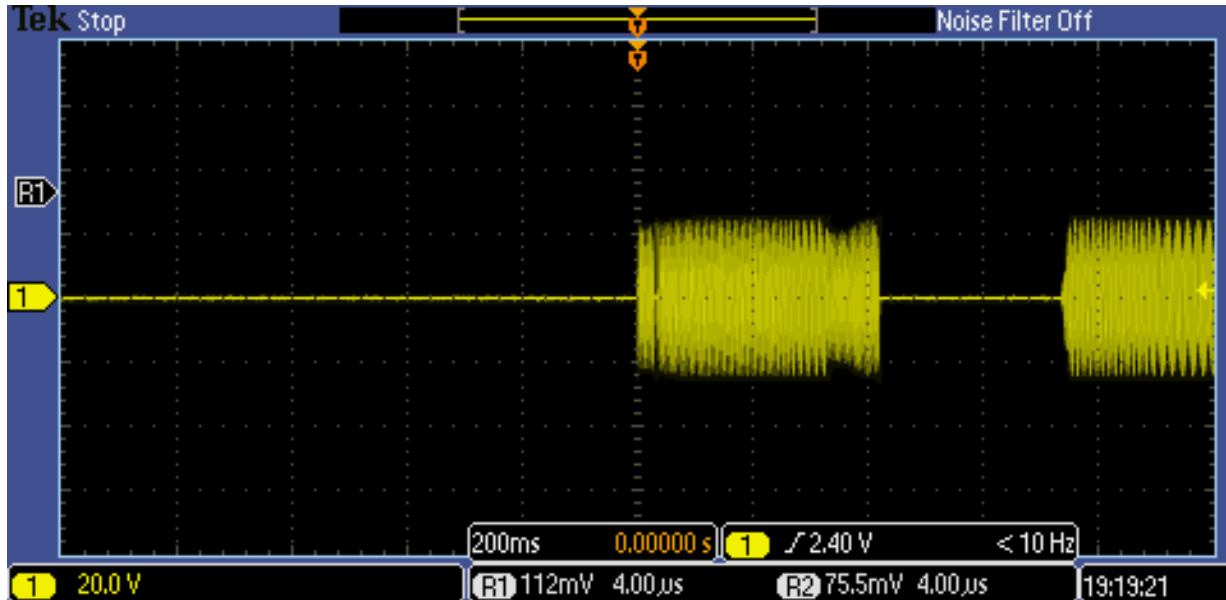 Tek Stop Noise Filter Off
T
T
R1
1
200ms 0.00000 s 1 ƒ 2.40 V < 10 Hz
1 20.0 V R1 112mV 4.00µs R2 75.5mV 4.00µs 19:19:21